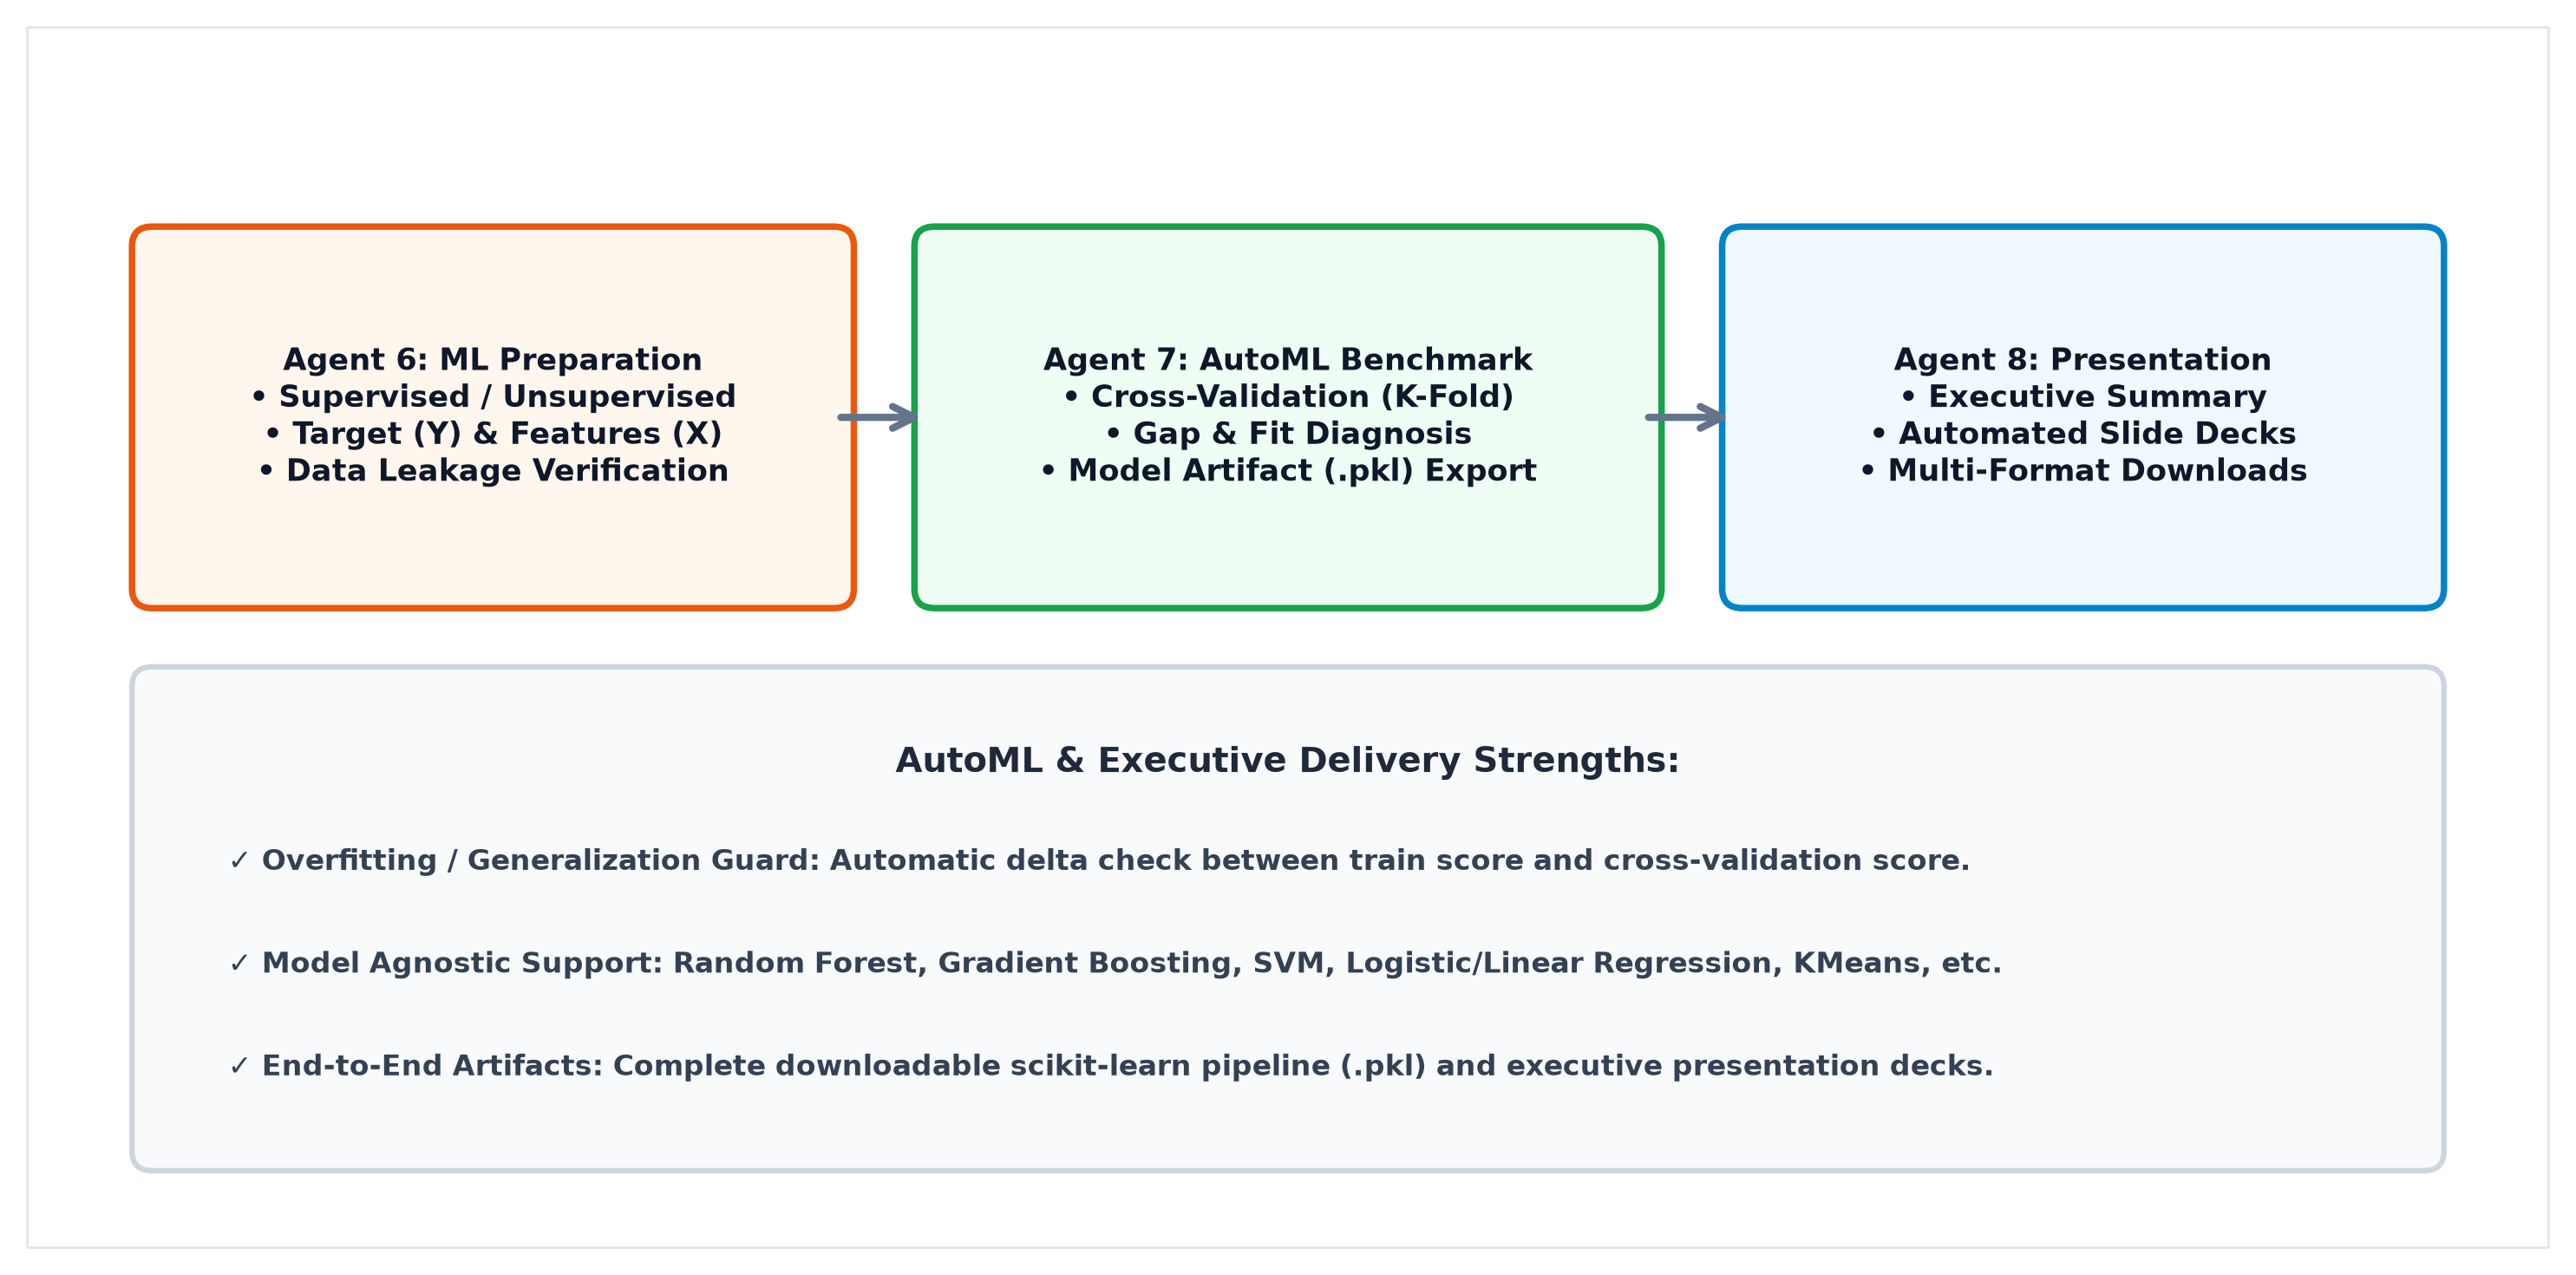 Agent 6: ML Preparation
• Supervised / Unsupervised
• Target (Y) & Features (X)
• Data Leakage Verification
Agent 7: AutoML Benchmark
• Cross-Validation (K-Fold)
• Gap & Fit Diagnosis
• Model Artifact (.pkl) Export
Agent 8: Presentation
• Executive Summary
• Automated Slide Decks
• Multi-Format Downloads
AutoML & Executive Delivery Strengths:
✓ Overfitting / Generalization Guard: Automatic delta check between train score and cross-validation score.
✓ Model Agnostic Support: Random Forest, Gradient Boosting, SVM, Logistic/Linear Regression, KMeans, etc.
✓ End-to-End Artifacts: Complete downloadable scikit-learn pipeline (.pkl) and executive presentation decks.